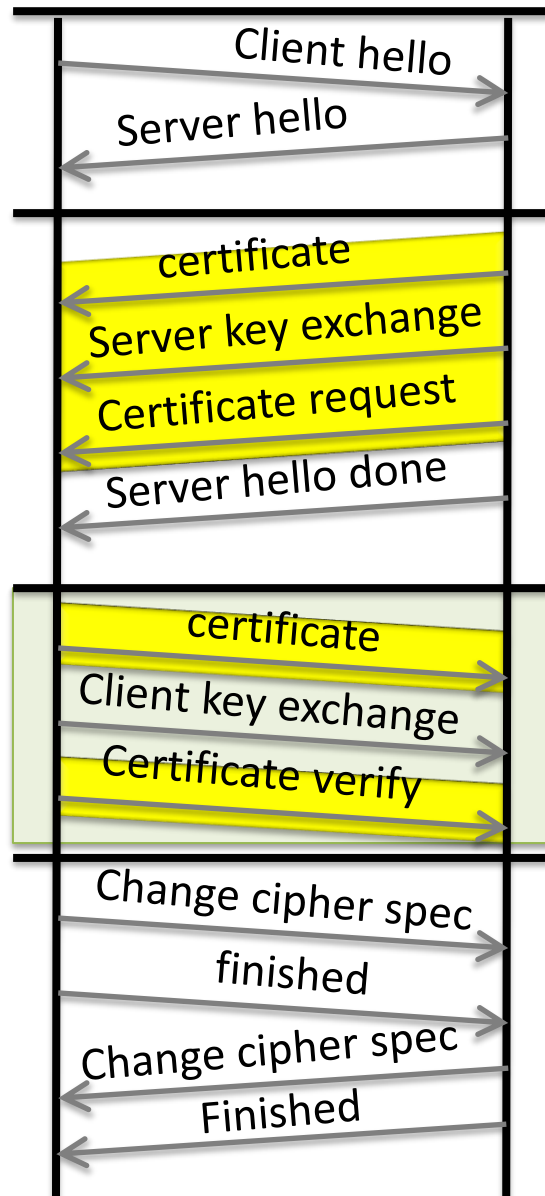 Client hello
Server hello
certificate
Server key exchange
Certificate request
Server hello done
certificate
Client key exchange
Certificate verify
Change cipher spec
finished
Change cipher spec
Finished